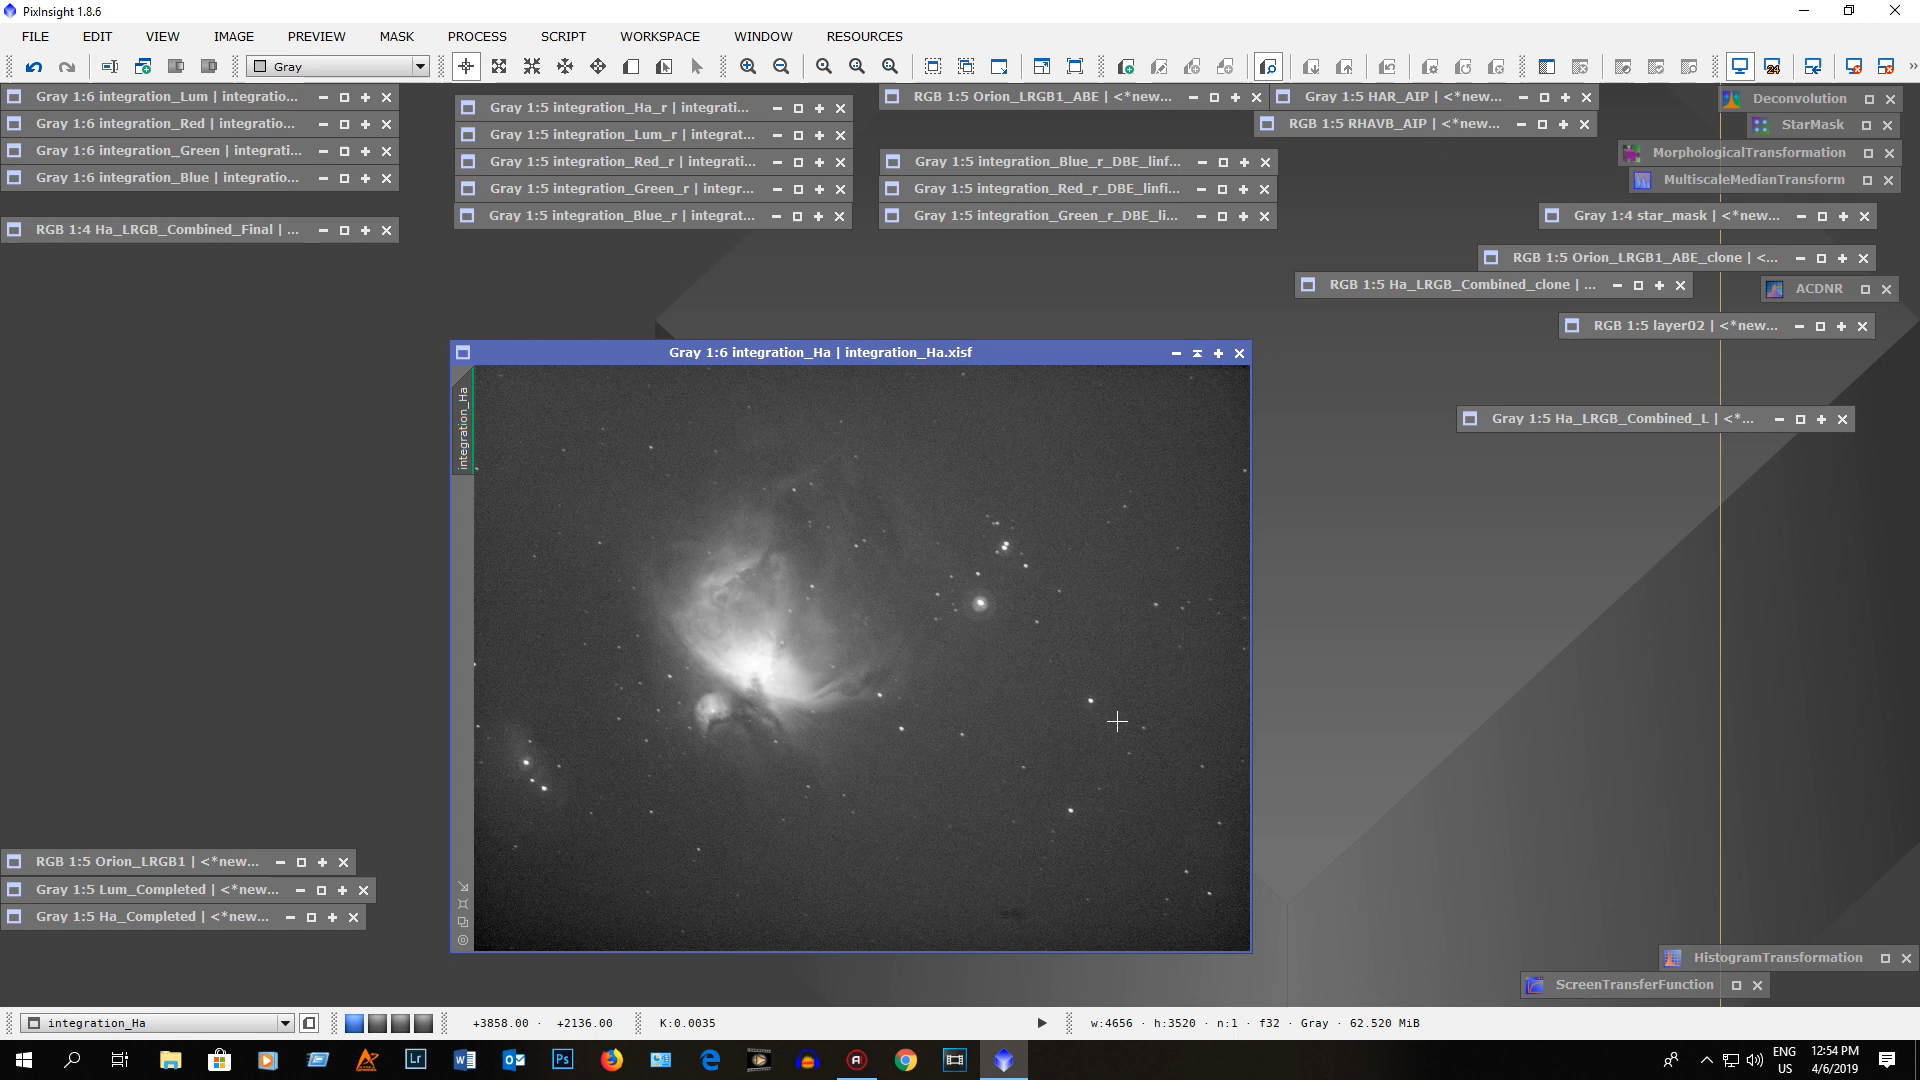 PixInsight 1.8.6
FILE EDIT VIEW IMAGE PREVIEW MASK PROCESS SCRIPT WORKSPACE WINDOW RESOURCES
Gray
Gray 1:6 integration_Lum | integratio...
Gray 1:6 integration_Red | integratio...
Gray 1:6 integration_Green | integrati...
Gray 1:6 integration_Blue | integratio...
RGB 1:4 Ha_LRGB_Combined_Final | ...
Gray 1:5 integration_Ha_r | integrati...
Gray 1:5 integration_Lum_r | integrat...
Gray 1:5 integration_Red_r | integrati...
Gray 1:5 integration_Green_r | integr...
Gray 1:5 integration_Blue_r | integrat...
RGB 1:5 Orion_LRGB1_ABE | <*new...
Gray 1:5 HAR_AIP | <*new...
RGB 1:5 RHAVB_AIP | <*new...
Gray 1:5 integration_Blue_r_DBE_linf...
Gray 1:5 integration_Red_r_DBE_linfi...
Gray 1:5 integration_Green_r_DBE_li...
Deconvolution
StarMask
MorphologicalTransformation
MultiscaleMedianTransform
Gray 1:4 star_mask | <*new...
RGB 1:5 Orion_LRGB1_ABE_clone | <...
RGB 1:5 Ha_LRGB_Combined_clone | ...
ACDNR
RGB 1:5 layer02 | <*new...
Gray 1:6 integration_Ha | integration_Ha.xisf
integration_Ha
Gray 1:5 Ha_LRGB_Combined_L | <*...
RGB 1:5 Orion_LRGB1 | <*new...
Gray 1:5 Lum_Completed | <*new...
Gray 1:5 Ha_Completed | <*new...
HistogramTransformation
ScreenTransferFunction
integration_Ha
+3858.00 · +2136.00
K:0.0035
w:4656 · h:3520 · n:1 · f32 · Gray · 62.520 MiB
Lr
Ps
ENG
US
12:54 PM
4/6/2019